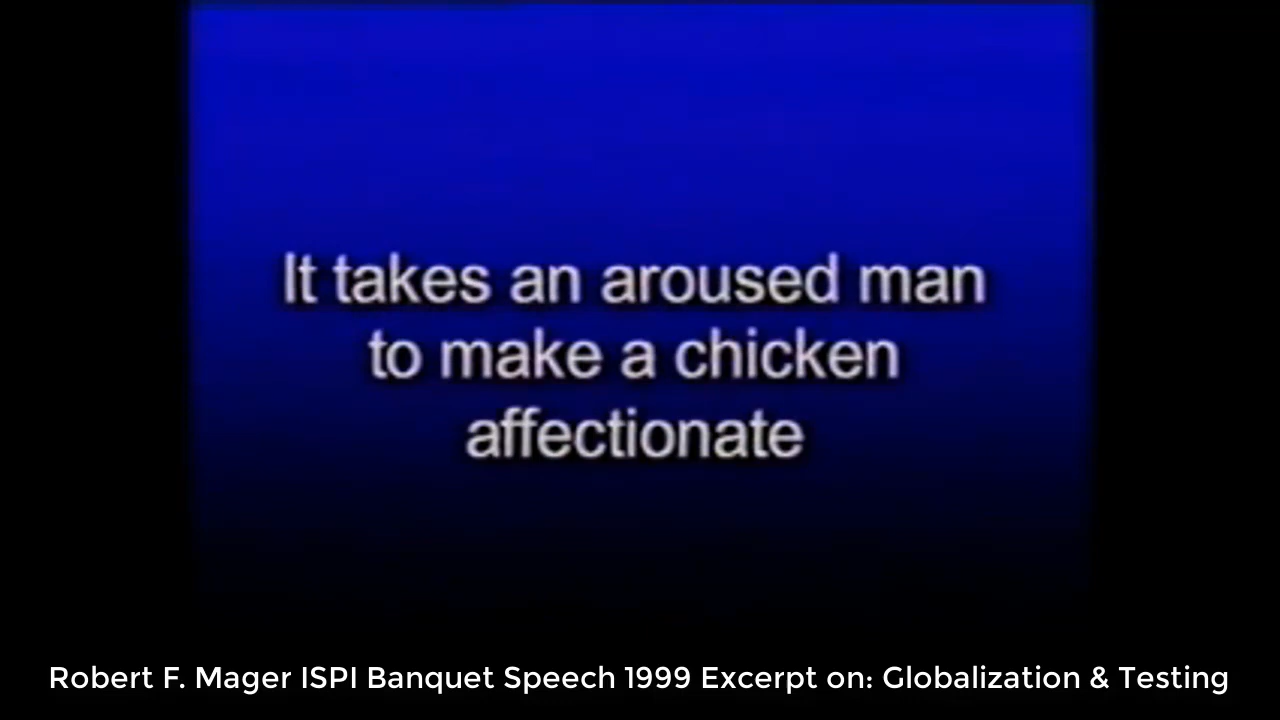 It takes an aroused man
to make a chicken
affectionate
Robert F. Mager ISPI Banquet Speech 1999 Excerpt on: Globalization & Testing